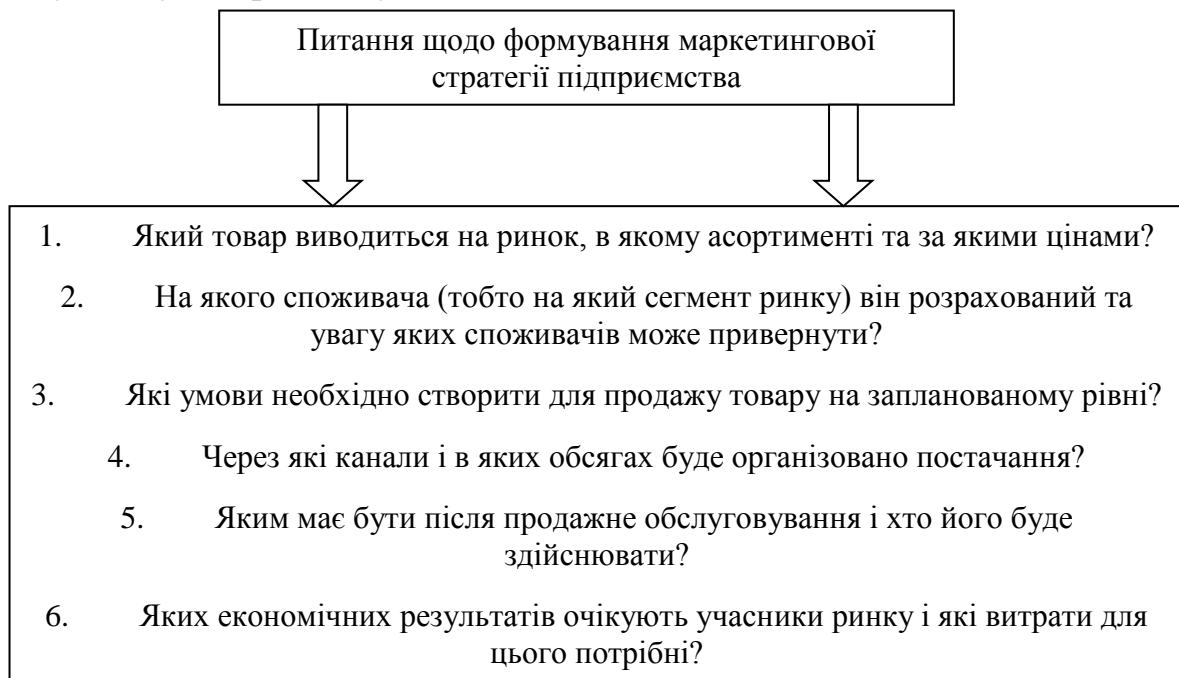 Питання щодо формування маркетингової
стратегії підприємства
1. Який товар виводиться на ринок, в якому асортименті та за якими цінами?
2. На якого споживача (тобто на який сегмент ринку) він розрахований та
увагу яких споживачів може привернути?
3. Які умови необхідно створити для продажу товару на запланованому рівні?
4. Через які канали і в яких обсягах буде організовано постачання?
5. Яким має бути після продажне обслуговування і хто його буде
здійснювати?
6. Яких економічних результатів очікують учасники ринку і які витрати для
цього потрібні?